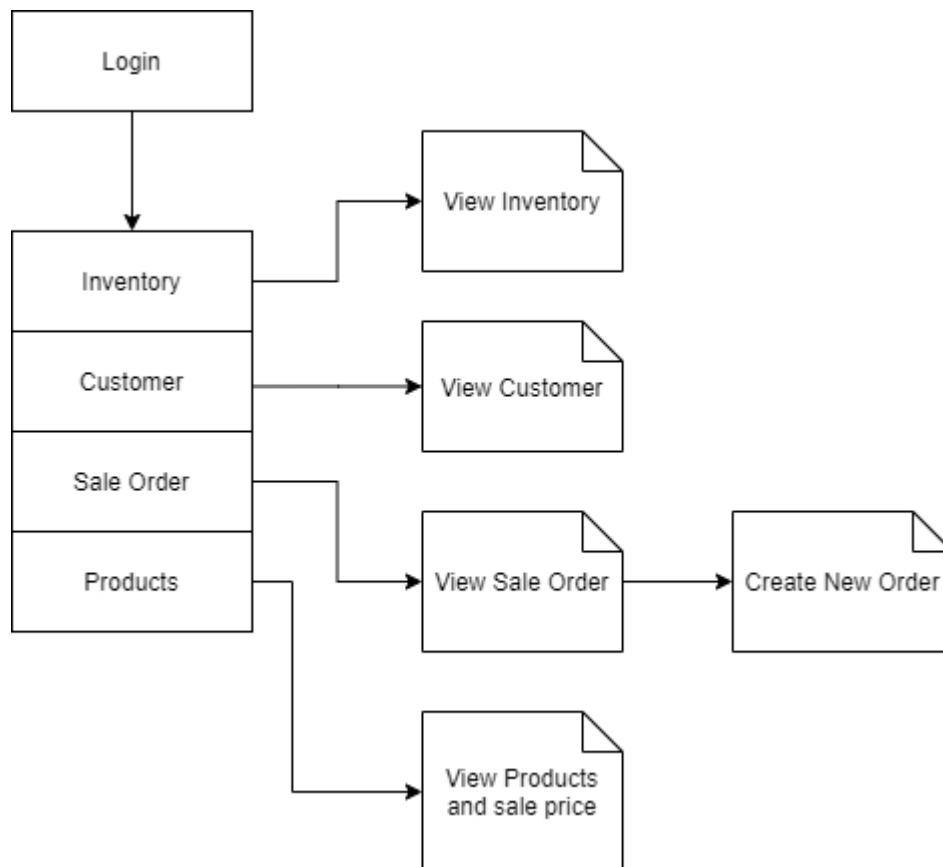 Login
Inventory
Customer
Sale Order
Products
View Inventory
View Customer
View Sale Order
Create New Order
View Products
and sale price